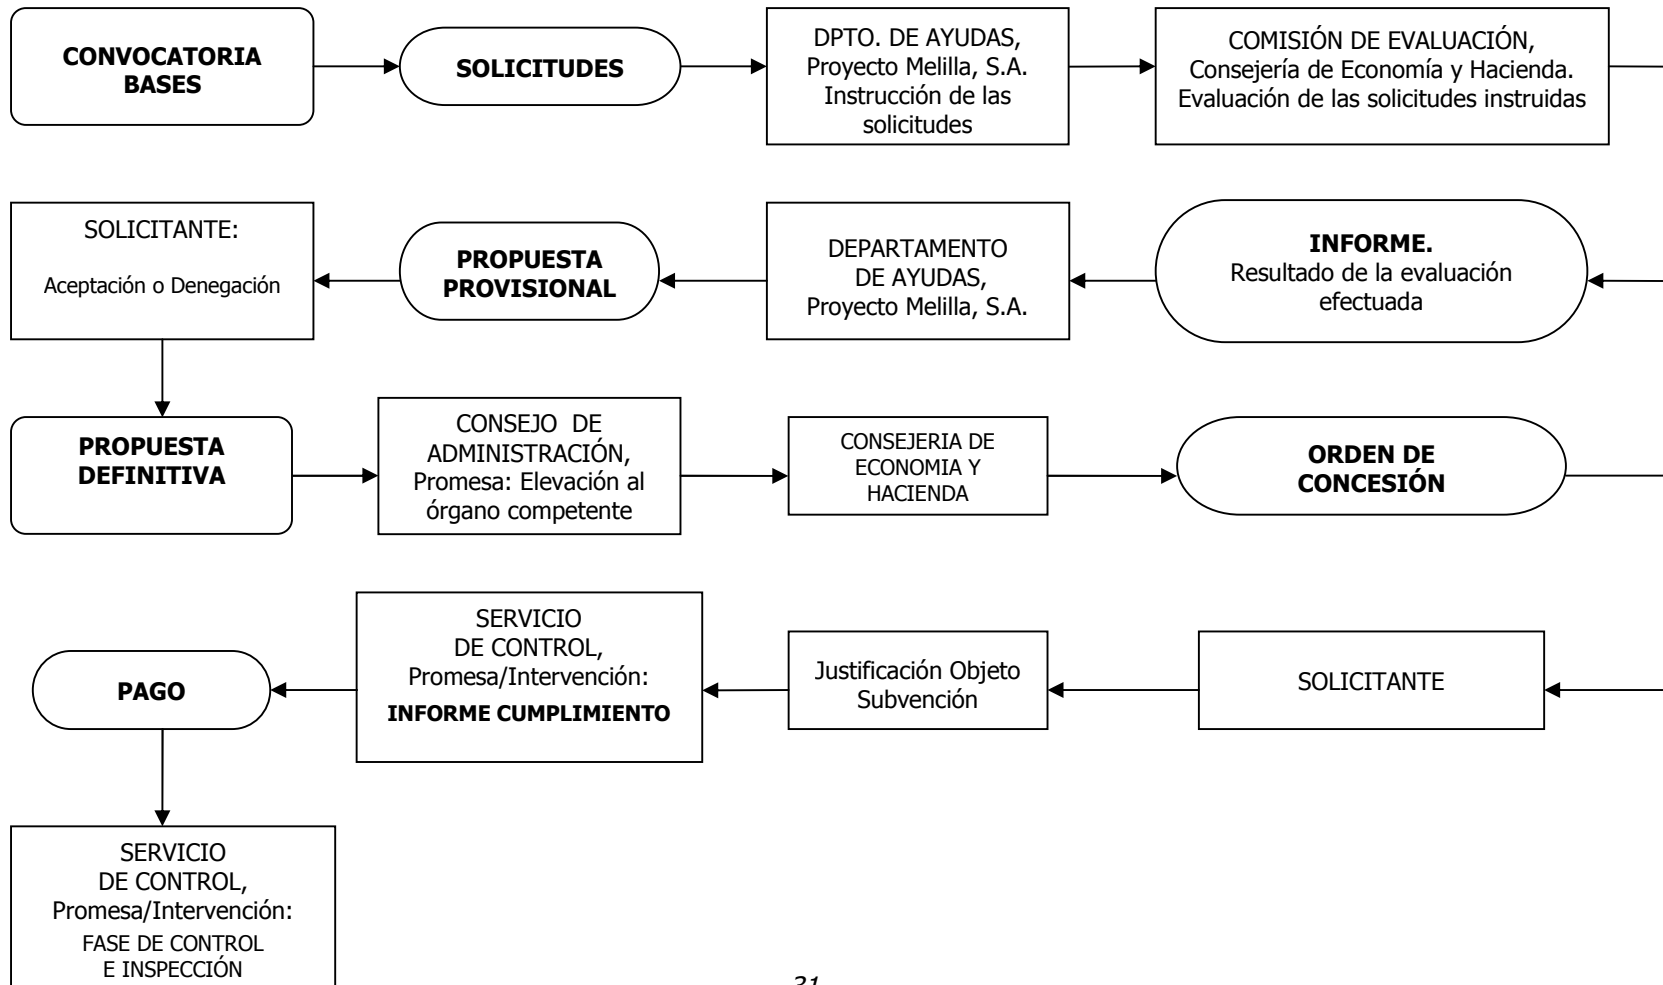 CONVOCATORIA
BASES
SOLICITUDES
DPTO. DE AYUDAS,
Proyecto Melilla, S.A.
Instrucción de las
solicitudes
COMISIÓN DE EVALUACIÓN,
Consejería de Economía y Hacienda.
Evaluación de las solicitudes instruidas
INFORME.
Resultado de la evaluación
efectuada
DEPARTAMENTO
DE AYUDAS,
Proyecto Melilla, S.A.
PROPUESTA
PROVISIONAL
SOLICITANTE:
Aceptación o Denegación
PROPUESTA
DEFINITIVA
CONSEJO DE
ADMINISTRACIÓN,
Promesa: Elevación al
órgano competente
CONSEJERIA DE
ECONOMIA Y
HACIENDA
ORDEN DE
CONCESIÓN
SOLICITANTE
Justificación Objeto
Subvención
SERVICIO
DE CONTROL,
Promesa/Intervención:
INFORME CUMPLIMIENTO
PAGO
SERVICIO
DE CONTROL,
Promesa/Intervención:
FASE DE CONTROL
E INSPECCIÓN
31